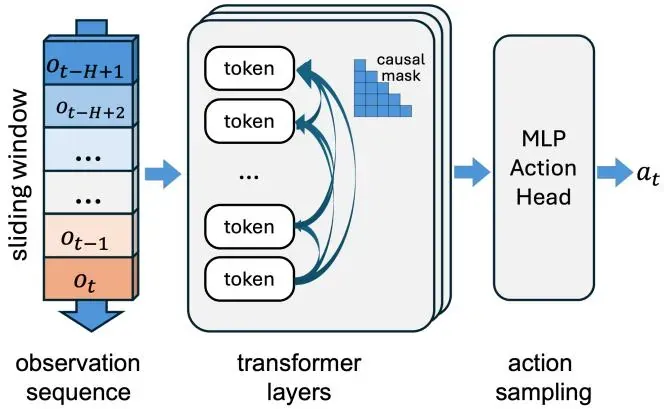 sliding window
o_{t-H+1}
o_{t-H+2}
...
...
o_{t-1}
o_t
token
token
...
token
token
causal
mask
MLP
Action
Head
a_t
observation
sequence
transformer
layers
action
sampling